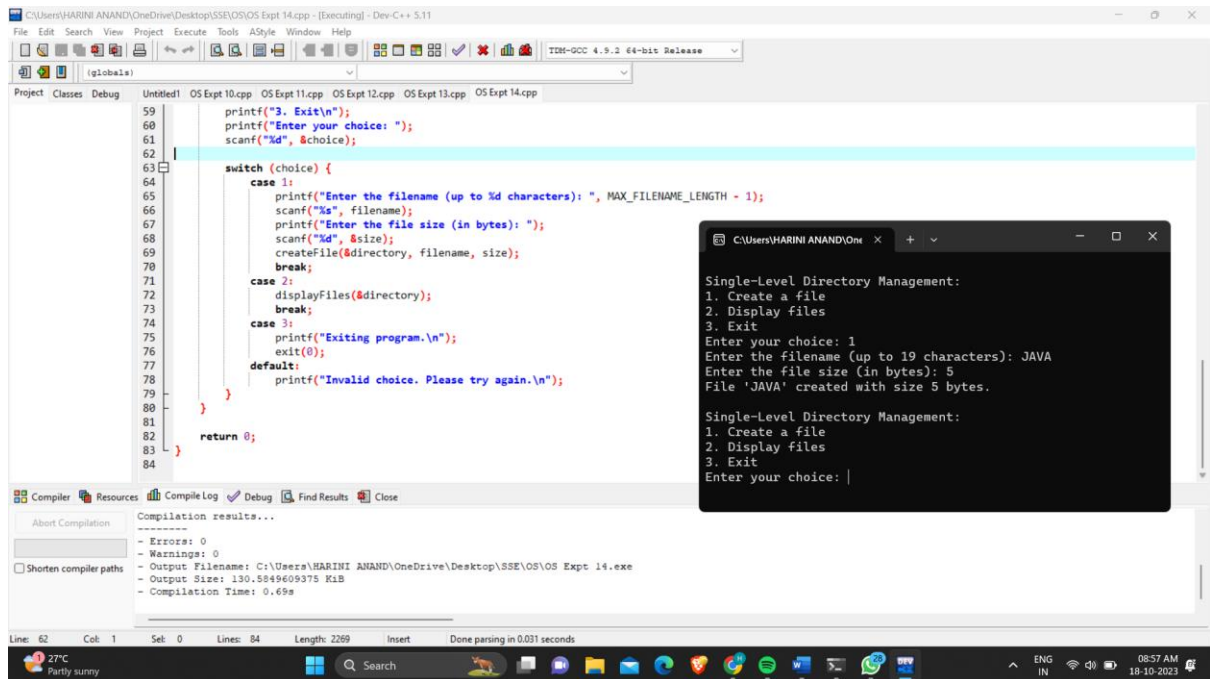 C:\Users\HARINI ANAND\OneDrive\Desktop\SSE\OS\OS Expt 14.cpp - [Executing] - Dev-C++ 5.11
File Edit Search View Project Execute Tools AStyle Window Help
TDM-GCC 4.9.2 64-bit Release
(globals)
Project Classes Debug Untitled1 OS Expt 10.cpp OS Expt 11.cpp OS Expt 12.cpp OS Expt 13.cpp OS Expt 14.cpp
59 printf("3. Exit\n");
60 printf("Enter your choice: ");
61 scanf("%d", &choice);
62
63 switch (choice) {
64 case 1:
65 printf("Enter the filename (up to %d characters): ", MAX_FILENAME_LENGTH - 1);
66 scanf("%s", filename);
67 printf("Enter the file size (in bytes): ");
68 scanf("%d", &size);
69 createFile(&directory, filename, size);
70 break;
71 case 2:
72 displayFiles(&directory);
73 break;
74 case 3:
75 printf("Exiting program.\n");
76 exit(0);
77 default:
78 printf("Invalid choice. Please try again.\n");
79 }
80 }
81
82 return 0;
83 }
84
C:\Users\HARINI ANAND\One
Single-Level Directory Management:
1. Create a file
2. Display files
3. Exit
Enter your choice: 1
Enter the filename (up to 19 characters): JAVA
Enter the file size (in bytes): 5
File 'JAVA' created with size 5 bytes.
Single-Level Directory Management:
1. Create a file
2. Display files
3. Exit
Enter your choice:
Compiler Resources Compile Log Debug Find Results Close
Abort Compilation
Shorten compiler paths
Compilation results...
--------
- Errors: 0
- Warnings: 0
- Output Filename: C:\Users\HARINI ANAND\OneDrive\Desktop\SSE\OS\OS Expt 14.exe
- Output Size: 130.5849609375 KiB
- Compilation Time: 0.69s
Line: 62 Col: 1 Sel: 0 Lines: 84 Length: 2269 Insert Done parsing in 0.031 seconds
1
27°C
Partly sunny
Search
DEV
ENG
IN
08:57 AM
18-10-2023